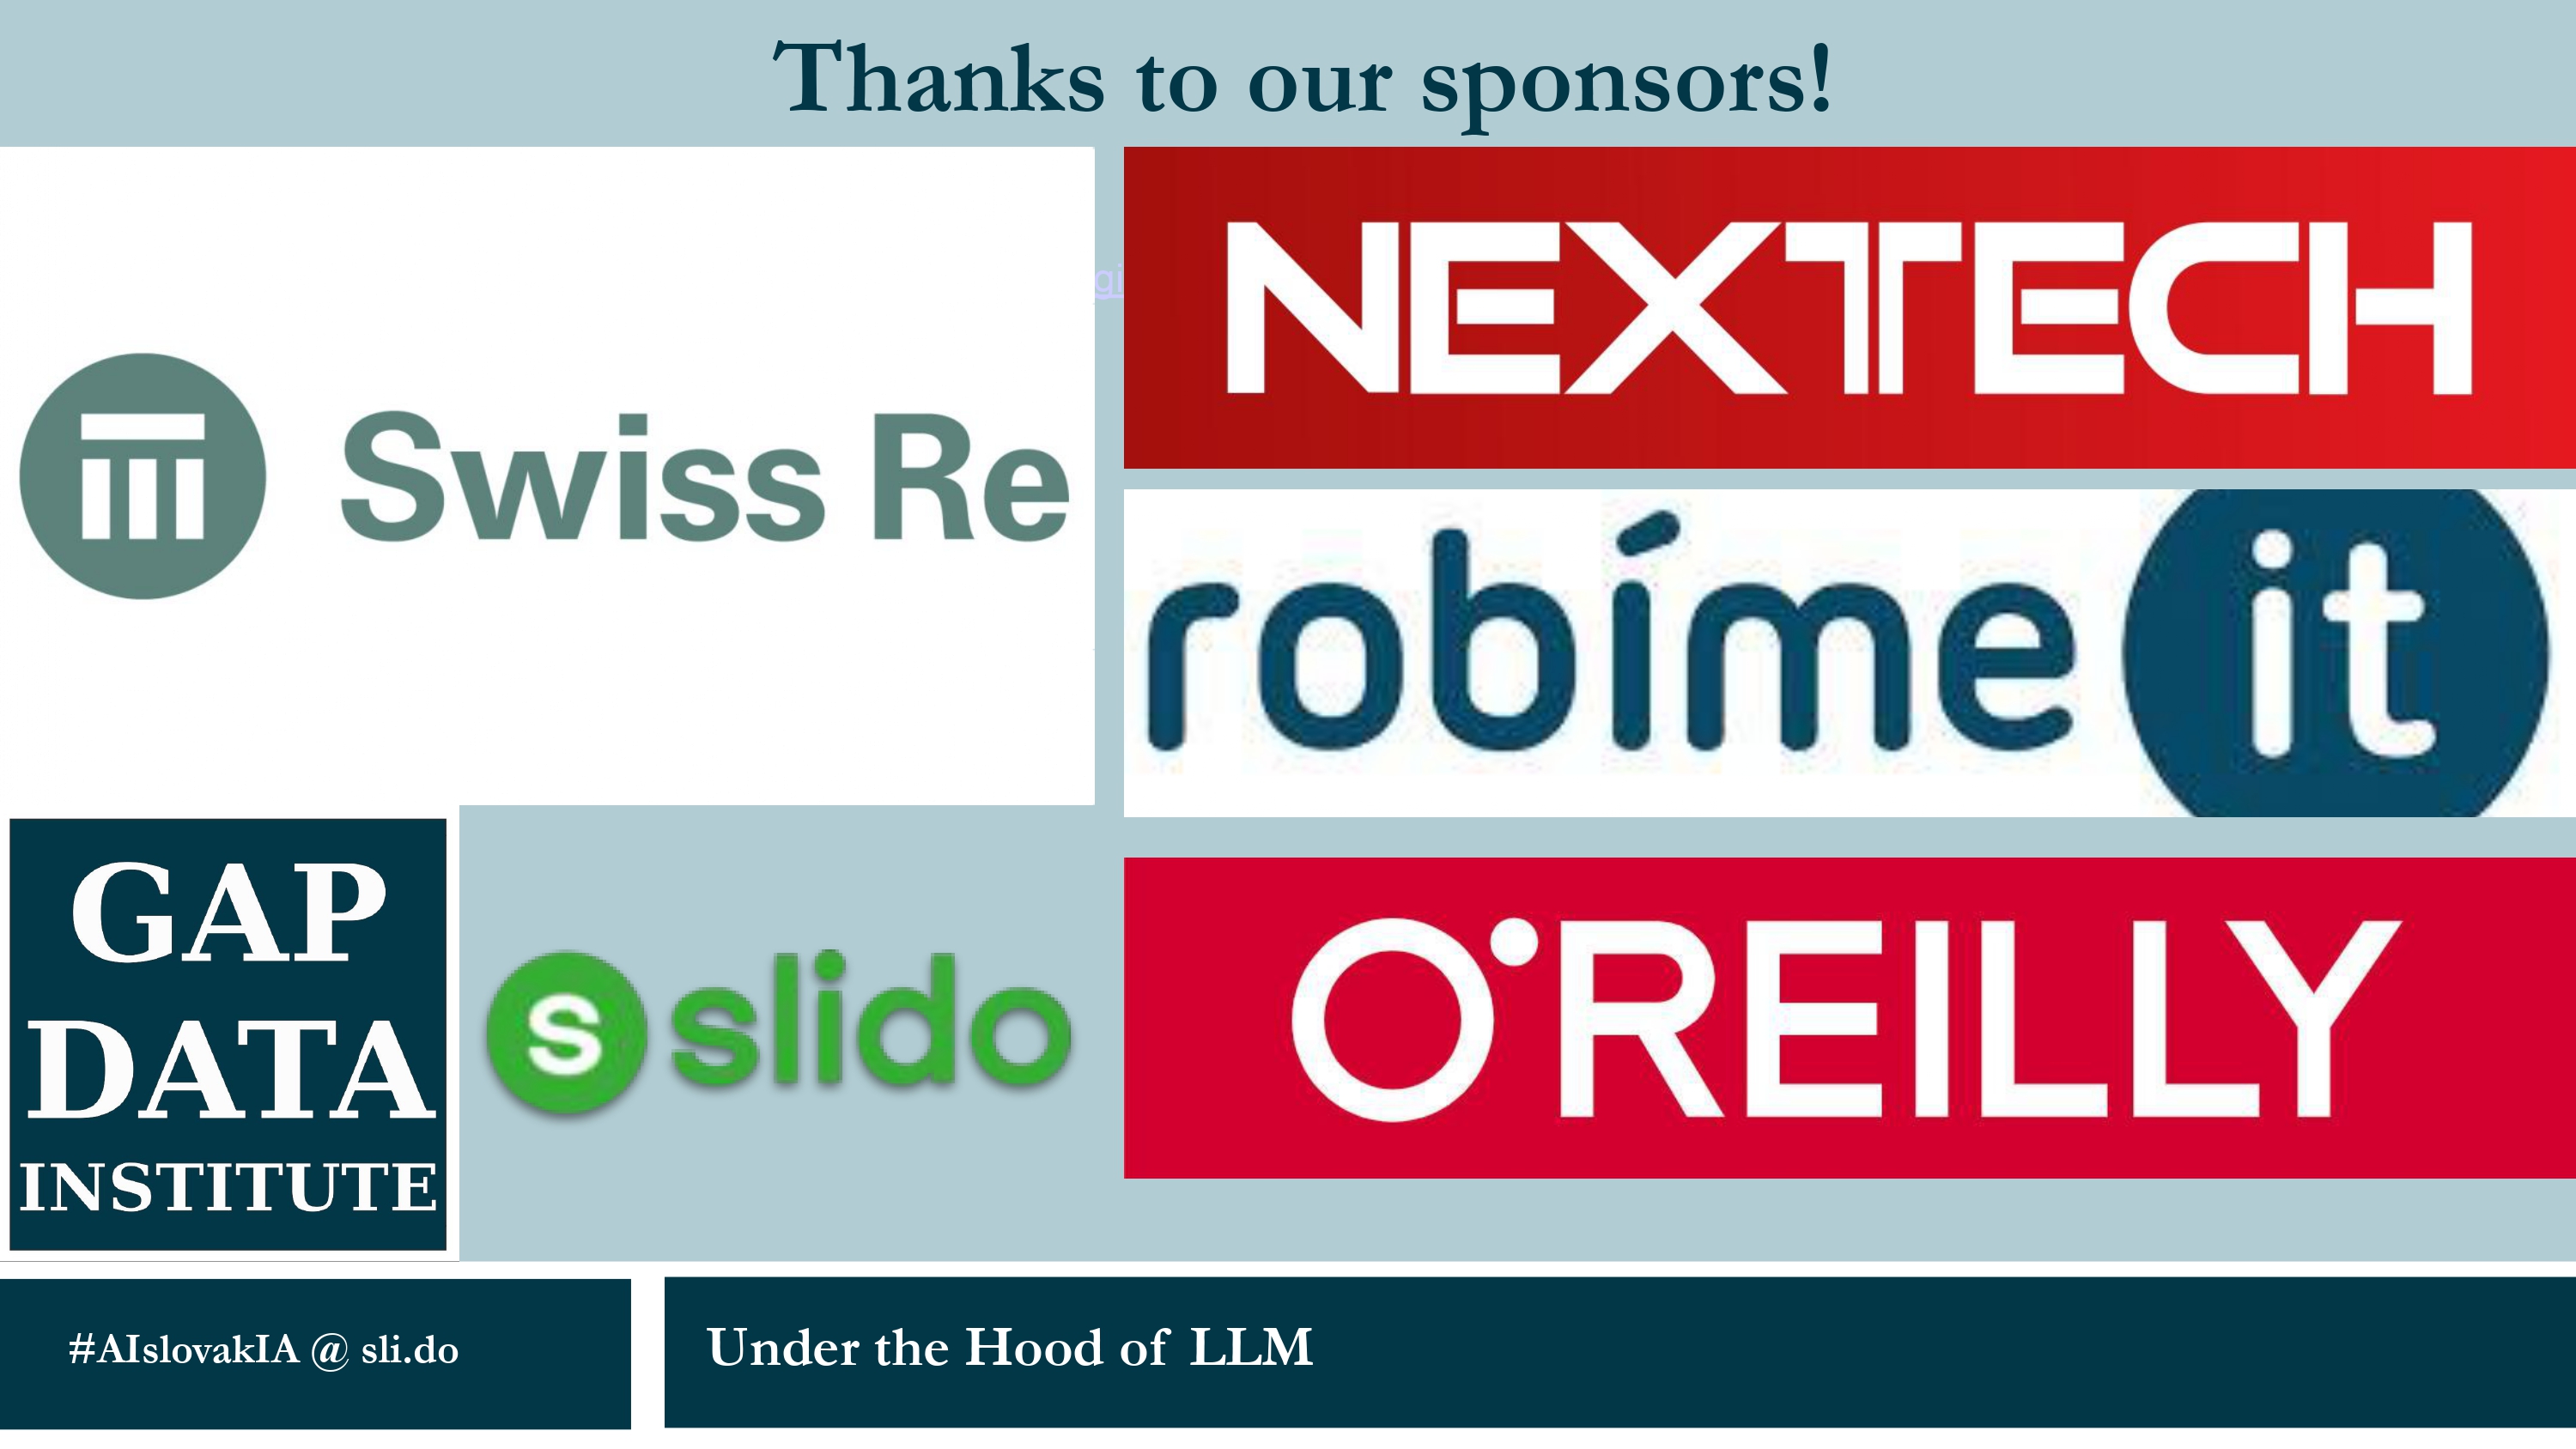 Thanks to our sponsors!
Swiss Re
NEXTECH
gi
robíme it
GAP
DATA
INSTITUTE
s slido
O'REILLY
#AIslovakIA @ sli.do
Under the Hood of LLM